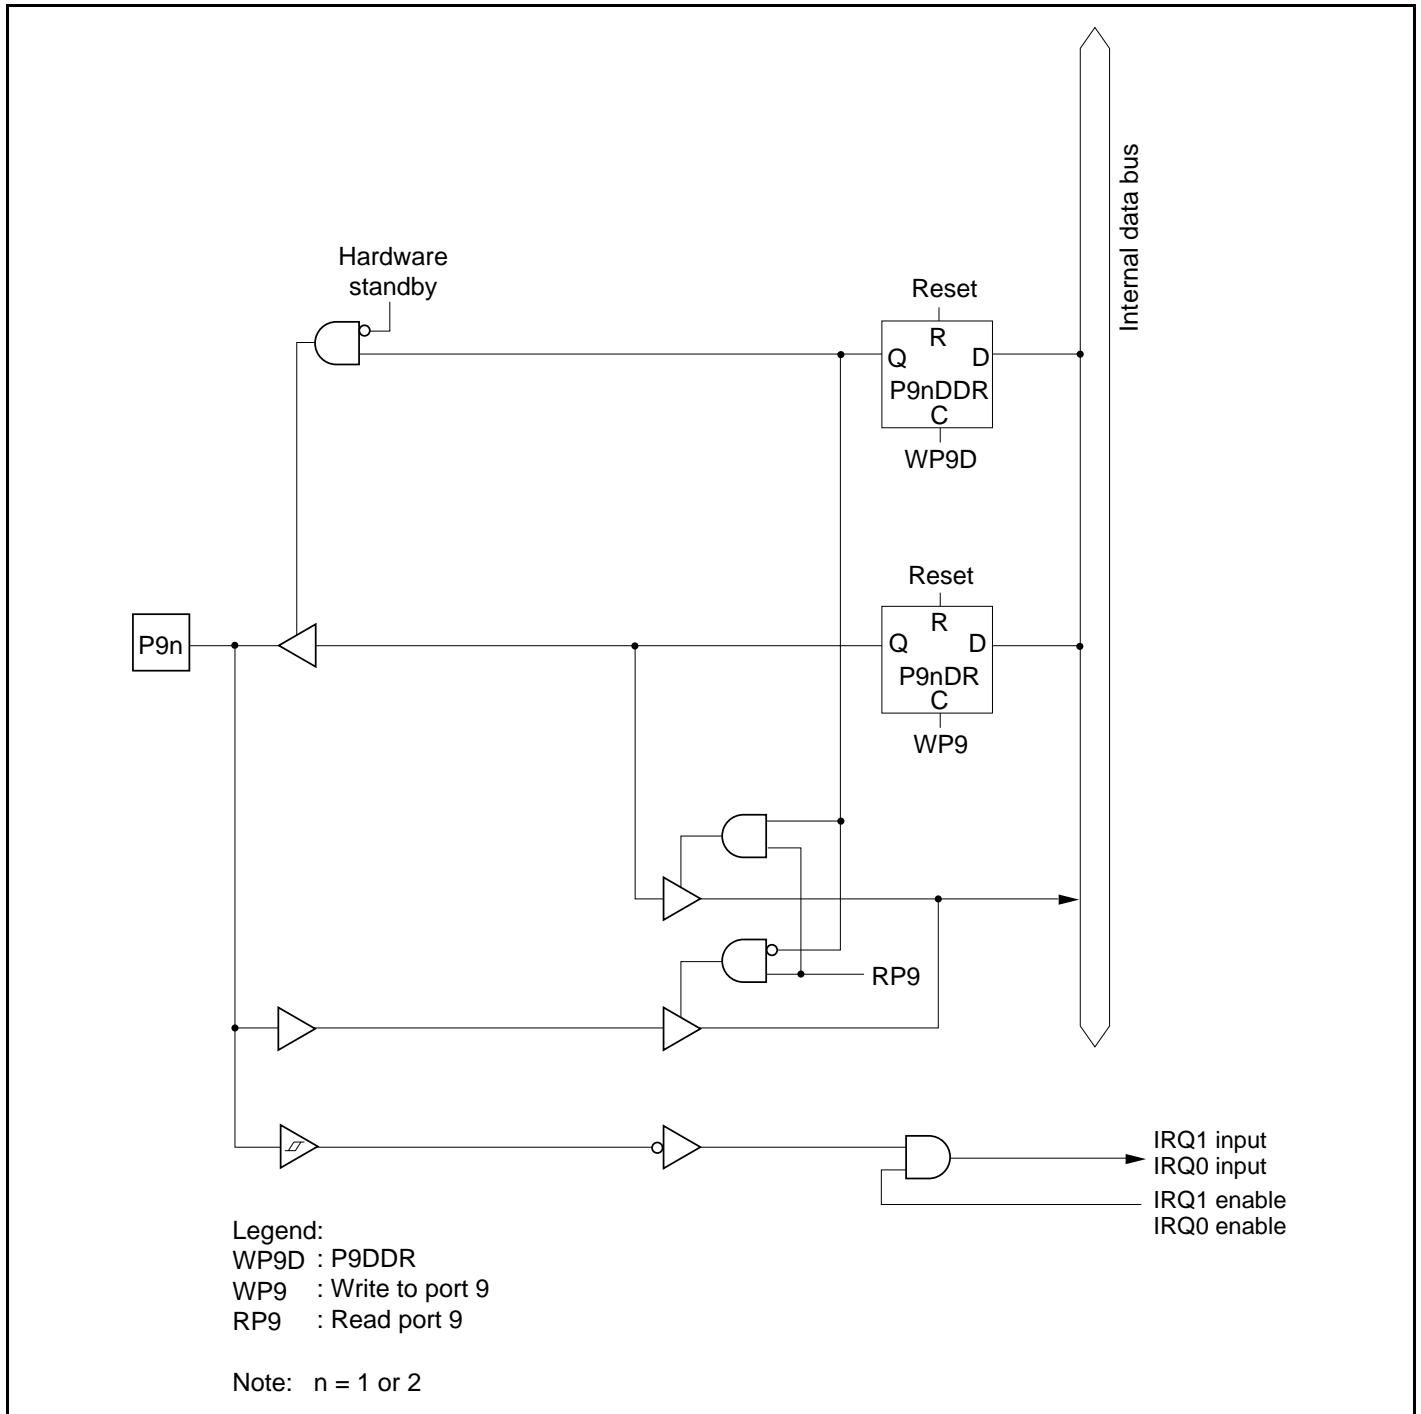 Internal data bus
Hardware
standby
Reset
R
Q D
P9nDDR
C
WP9D
Reset
R
P9n
Q D
P9nDR
C
WP9
RP9
IRQ1 input
IRQ0 input
IRQ1 enable
IRQ0 enable
Legend:
WP9D : P9DDR
WP9 : Write to port 9
RP9 : Read port 9
Note: n = 1 or 2